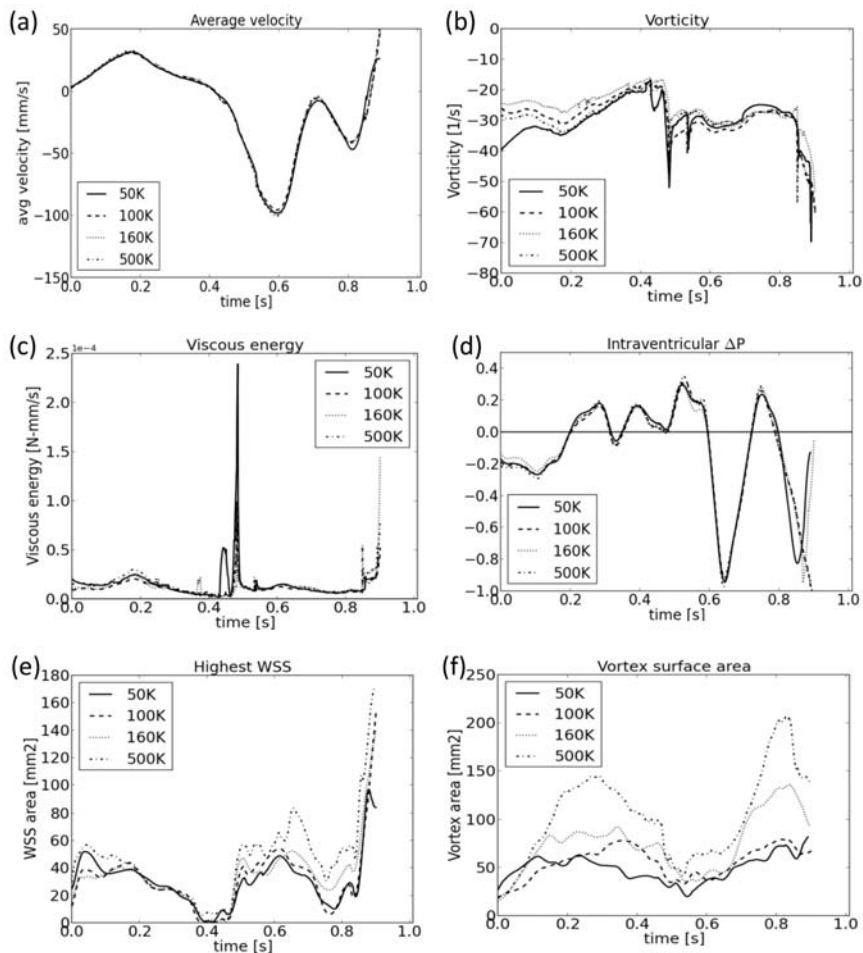 (a)
Average velocity
avg velocity [mm/s]
50
0
−50
−100
−150
50K
100K
160K
500K
0.0 0.2 0.4 0.6 0.8 1.0
time [s]
(b)
Vorticity
Vorticity [1/s]
0
−10
−20
−30
−40
−50
−60
−70
−80
50K
100K
160K
500K
0.0 0.2 0.4 0.6 0.8 1.0
time [s]
(c)
1e−4
Viscous energy
Viscous energy [N-mm/s]
2.5
2.0
1.5
1.0
0.5
0.0
50K
100K
160K
500K
0.0 0.2 0.4 0.6 0.8 1.0
time [s]
(d)
Intraventricular ΔP
0.4
0.2
0.0
−0.2
−0.4
−0.6
−0.8
−1.0
50K
100K
160K
500K
0.0 0.2 0.4 0.6 0.8 1.0
time [s]
(e)
Highest WSS
WSS area [mm2]
180
160
140
120
100
80
60
40
20
0
50K
100K
160K
500K
0.0 0.2 0.4 0.6 0.8 1.0
time [s]
(f)
Vortex surface area
Vortex area [mm2]
250
200
150
100
50
0
50K
100K
160K
500K
0.0 0.2 0.4 0.6 0.8 1.0
time [s]